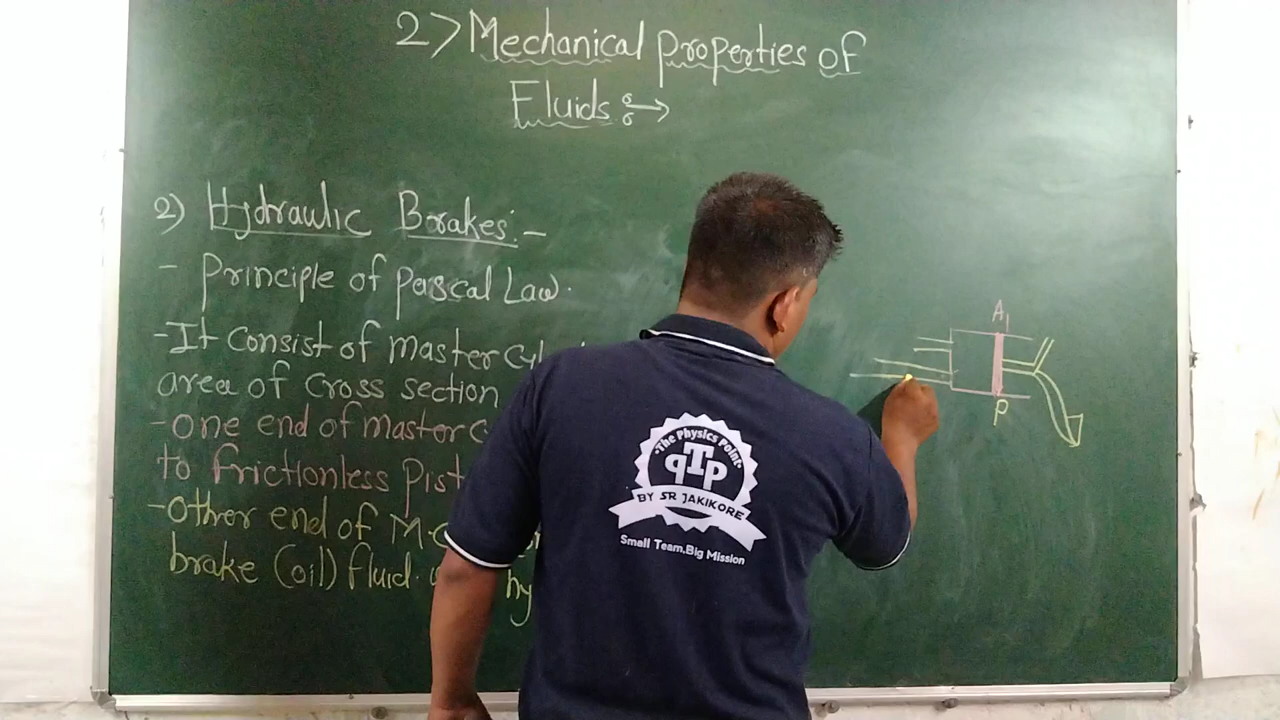 2) Mechanical properties of
Fluids :→
2) Hydraulic Brakes:-
- Principle of Pascal Law.
-It Consist of Master
area of Cross section
-One end of Master
to frictionless
-Other end of M.C
brake (oil) fluid.
A1
P
The Physics Point
qTp
BY SR JAKIKORE
Small Team,Big Mission